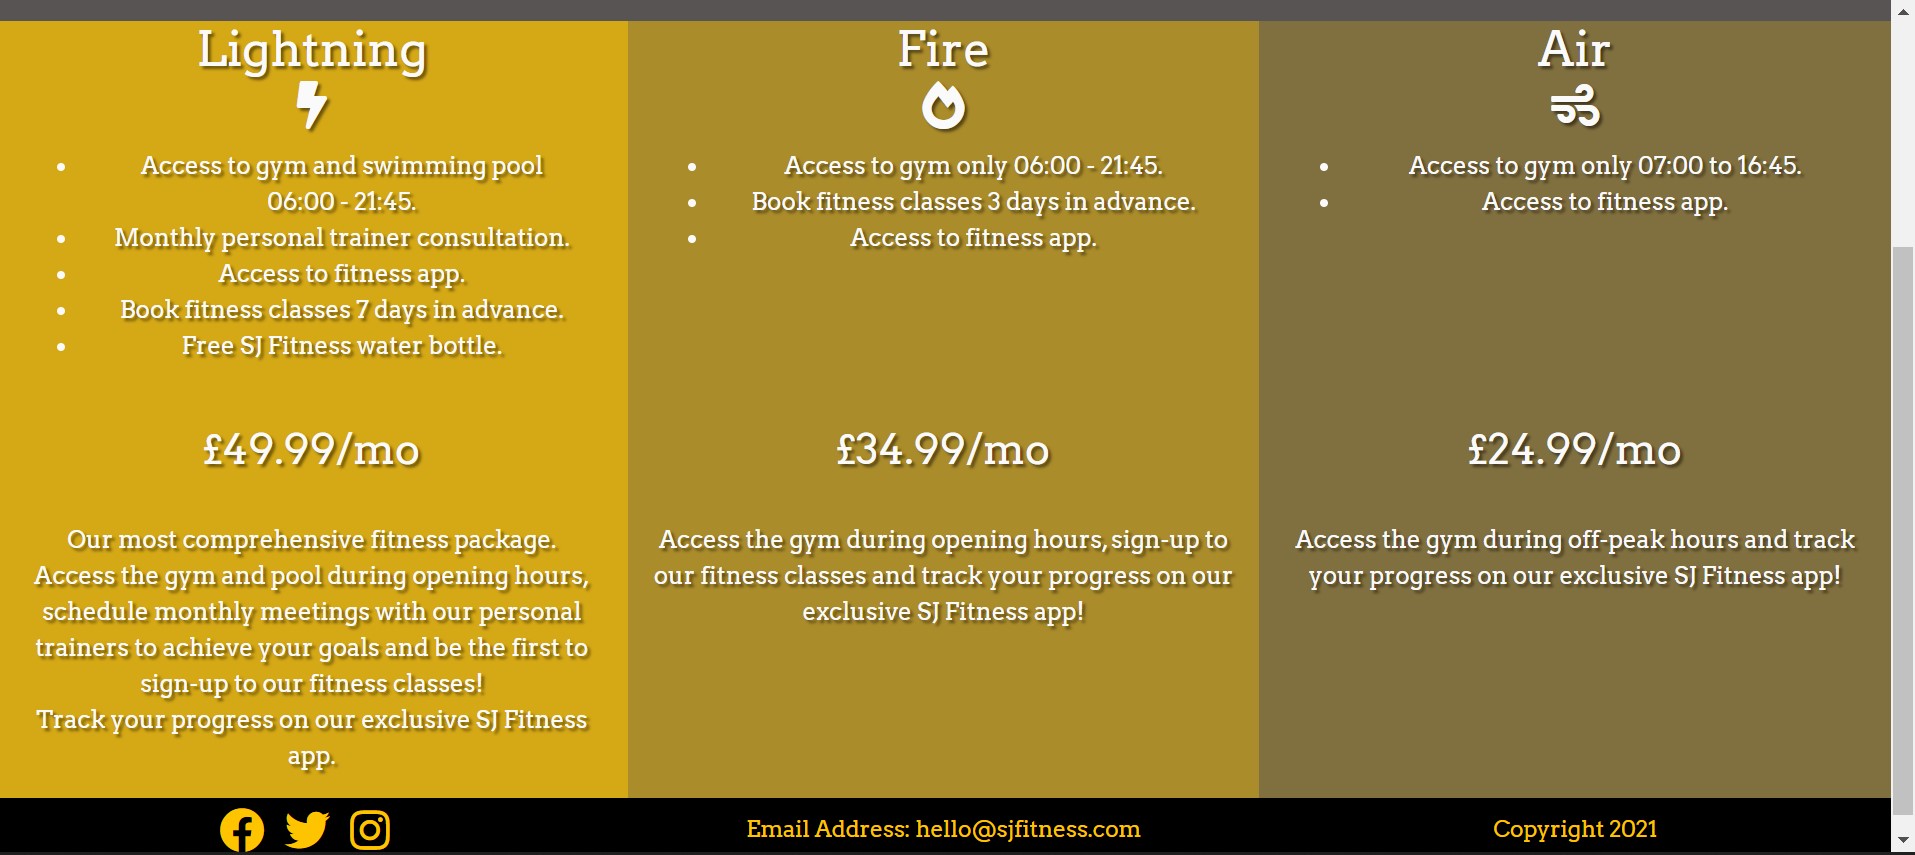 Lightning
Access to gym and swimming pool
06:00 - 21:45.
Monthly personal trainer consultation.
Access to fitness app.
Book fitness classes 7 days in advance.
Free SJ Fitness water bottle.
£49.99/mo
Our most comprehensive fitness package.
Access the gym and pool during opening hours,
schedule monthly meetings with our personal
trainers to achieve your goals and be the first to
sign-up to our fitness classes!
Track your progress on our exclusive SJ Fitness
app.
Fire
Access to gym only 06:00 - 21:45.
Book fitness classes 3 days in advance.
Access to fitness app.
£34.99/mo
Access the gym during opening hours, sign-up to
our fitness classes and track your progress on our
exclusive SJ Fitness app!
Air
Access to gym only 07:00 to 16:45.
Access to fitness app.
£24.99/mo
Access the gym during off-peak hours and track
your progress on our exclusive SJ Fitness app!
Email Address: hello@sjfitness.com
Copyright 2021